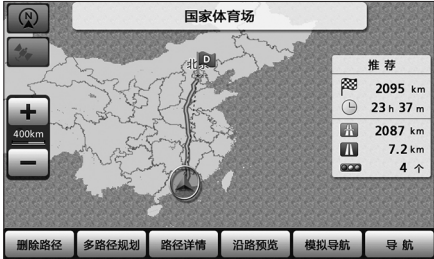 N
国家体育场
北京
D
推荐
2095 km
23 h 37 m
2087 km
7.2 km
4 个
+
400km
−
删除路径
多路径规划
路径详情
沿路预览
模拟导航
导航